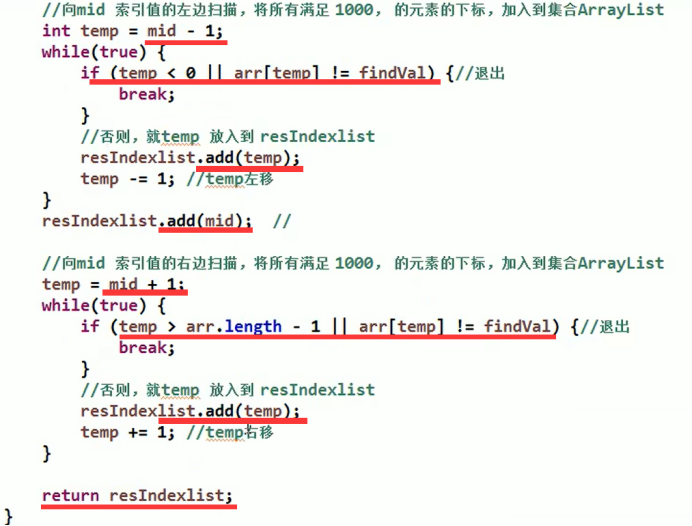 //向mid 索引值的左边扫描，将所有满足 1000， 的元素的下标，加入到集合ArrayList
int temp = mid - 1;
while(true) {
if (temp < 0 || arr[temp] != findVal) {//退出
break;
}
//否则，就temp 放入到 resIndexlist
resIndexlist.add(temp);
temp -= 1; //temp左移
}
resIndexlist.add(mid);  //
//向mid 索引值的右边扫描，将所有满足 1000， 的元素的下标，加入到集合ArrayList
temp = mid + 1;
while(true) {
if (temp > arr.length - 1 || arr[temp] != findVal) {//退出
break;
}
//否则，就temp 放入到 resIndexlist
resIndexlist.add(temp);
temp += 1; //temp右移
}
return resIndexlist;
}